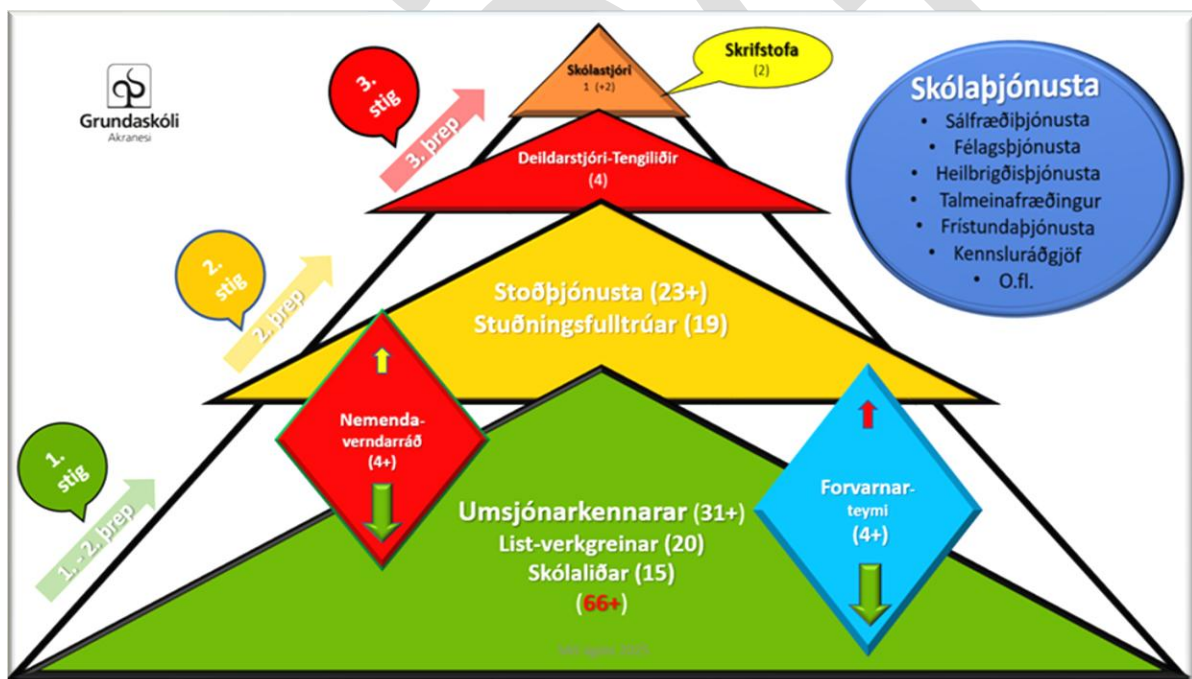 Grundaskóli
Akranesi
3.
stig
3. þrep
Skólastjóri
1 (+2)
Skrifstofa
(2)
Skólaþjónusta
• Sálfræðiþjónusta
• Félagsþjónusta
• Heilbrigðisþjónusta
• Talmeinafræðingur
• Frístundaþjónusta
• Kennsluráðgjöf
• O.fl.
Deildarstjóri-Tengiliðir
(4)
2.
stig
2. þrep
Stoðþjónusta (23+)
Stuðningsfulltrúar (19)
Nemenda-
verndarráð
(4+)
1.
stig
1. - 2. þrep
Umsjónarkennarar (31+)
List-verkgreinar (20)
Skólaliðar (15)
(66+)
Forvarnar-
teymi
(4+)